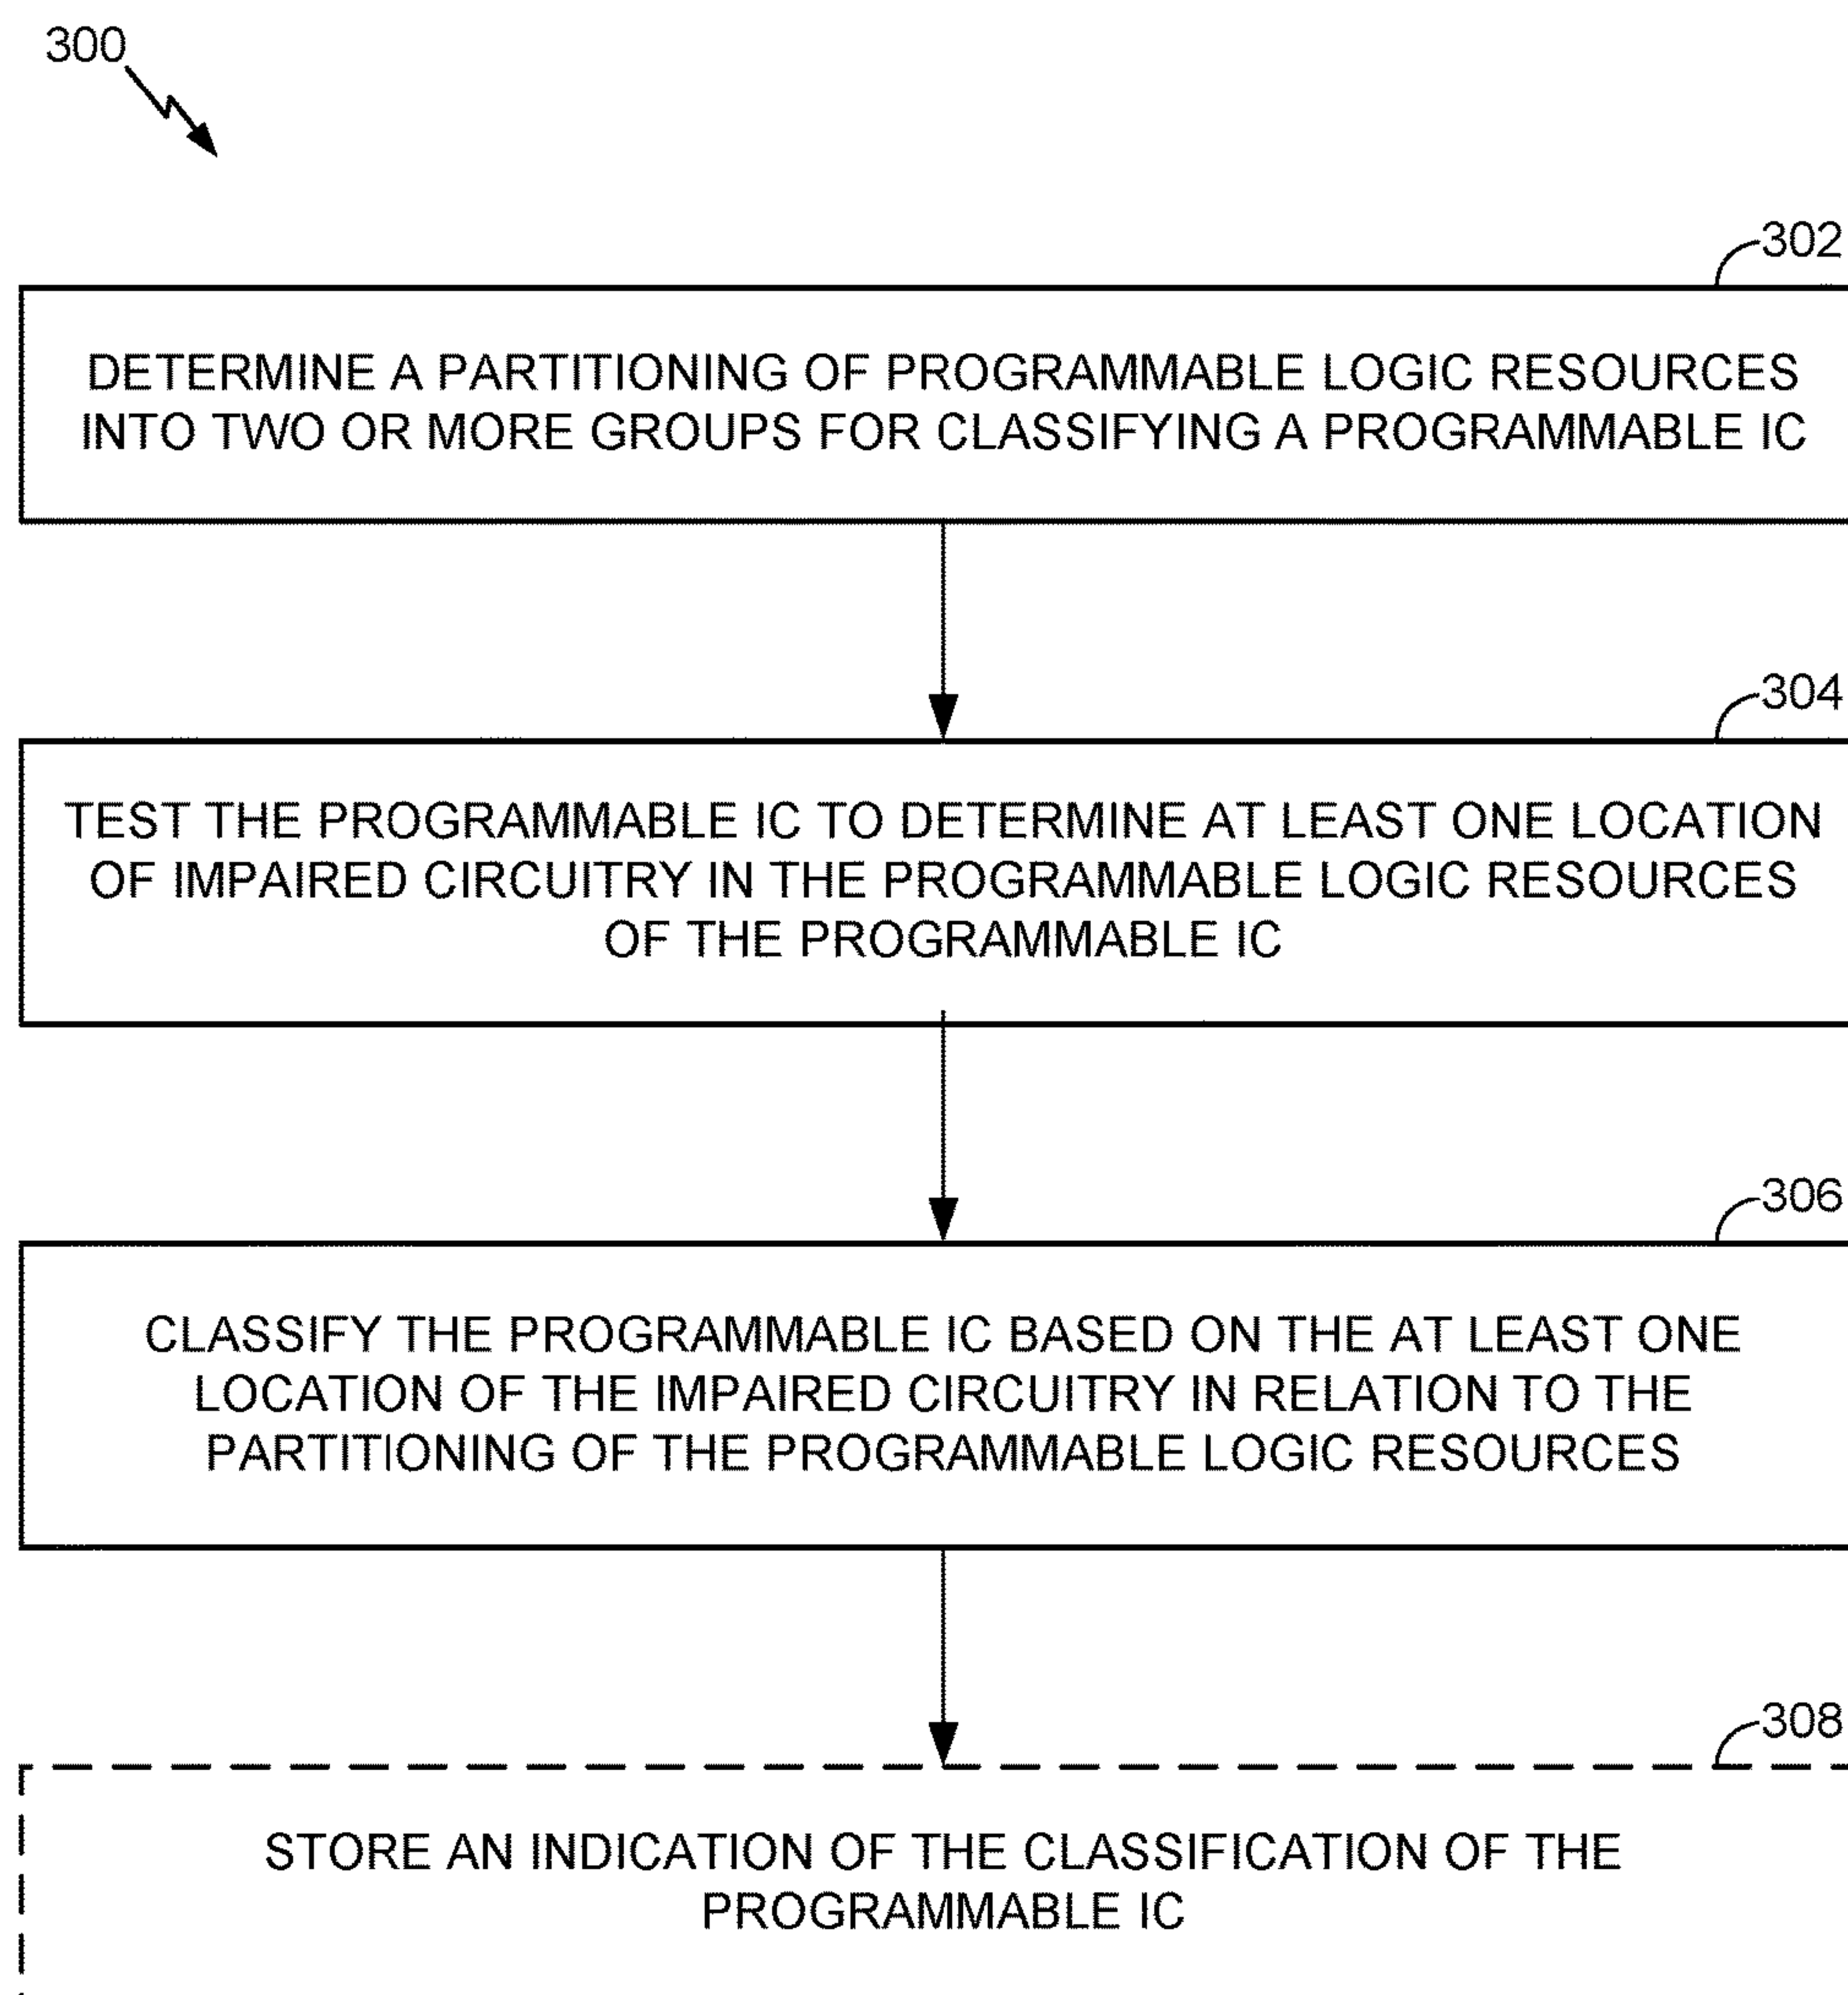 300
302
DETERMINE A PARTITIONING OF PROGRAMMABLE LOGIC RESOURCES
INTO TWO OR MORE GROUPS FOR CLASSIFYING A PROGRAMMABLE IC
304
TEST THE PROGRAMMABLE IC TO DETERMINE AT LEAST ONE LOCATION
OF IMPAIRED CIRCUITRY IN THE PROGRAMMABLE LOGIC RESOURCES
OF THE PROGRAMMABLE IC
306
CLASSIFY THE PROGRAMMABLE IC BASED ON THE AT LEAST ONE
LOCATION OF THE IMPAIRED CIRCUITRY IN RELATION TO THE
PARTITIONING OF THE PROGRAMMABLE LOGIC RESOURCES
308
STORE AN INDICATION OF THE CLASSIFICATION OF THE
PROGRAMMABLE IC